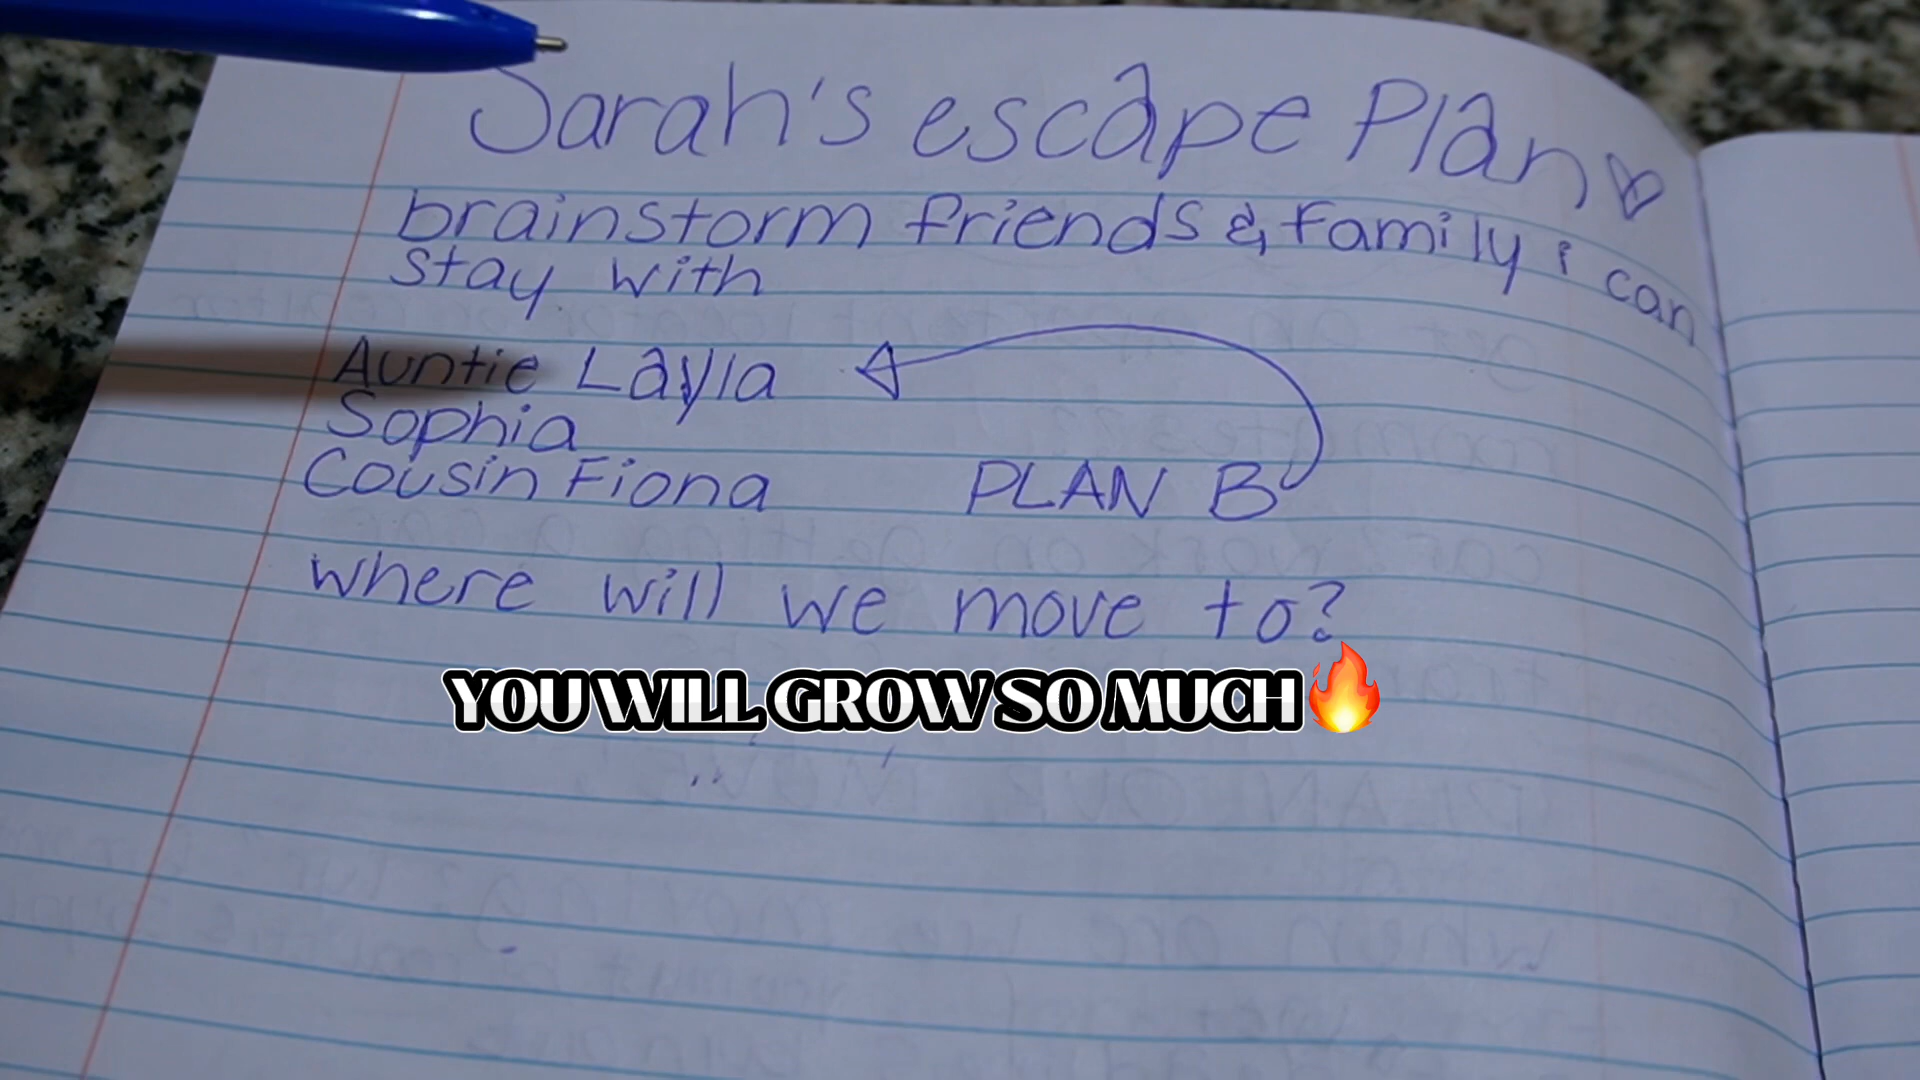 Sarah's escape Plan
brainstorm friends & family i can
stay with
Auntie Layla
Sophia
Cousin Fiona PLAN B
where will we move to?
YOU WILL GROW SO MUCH🔥